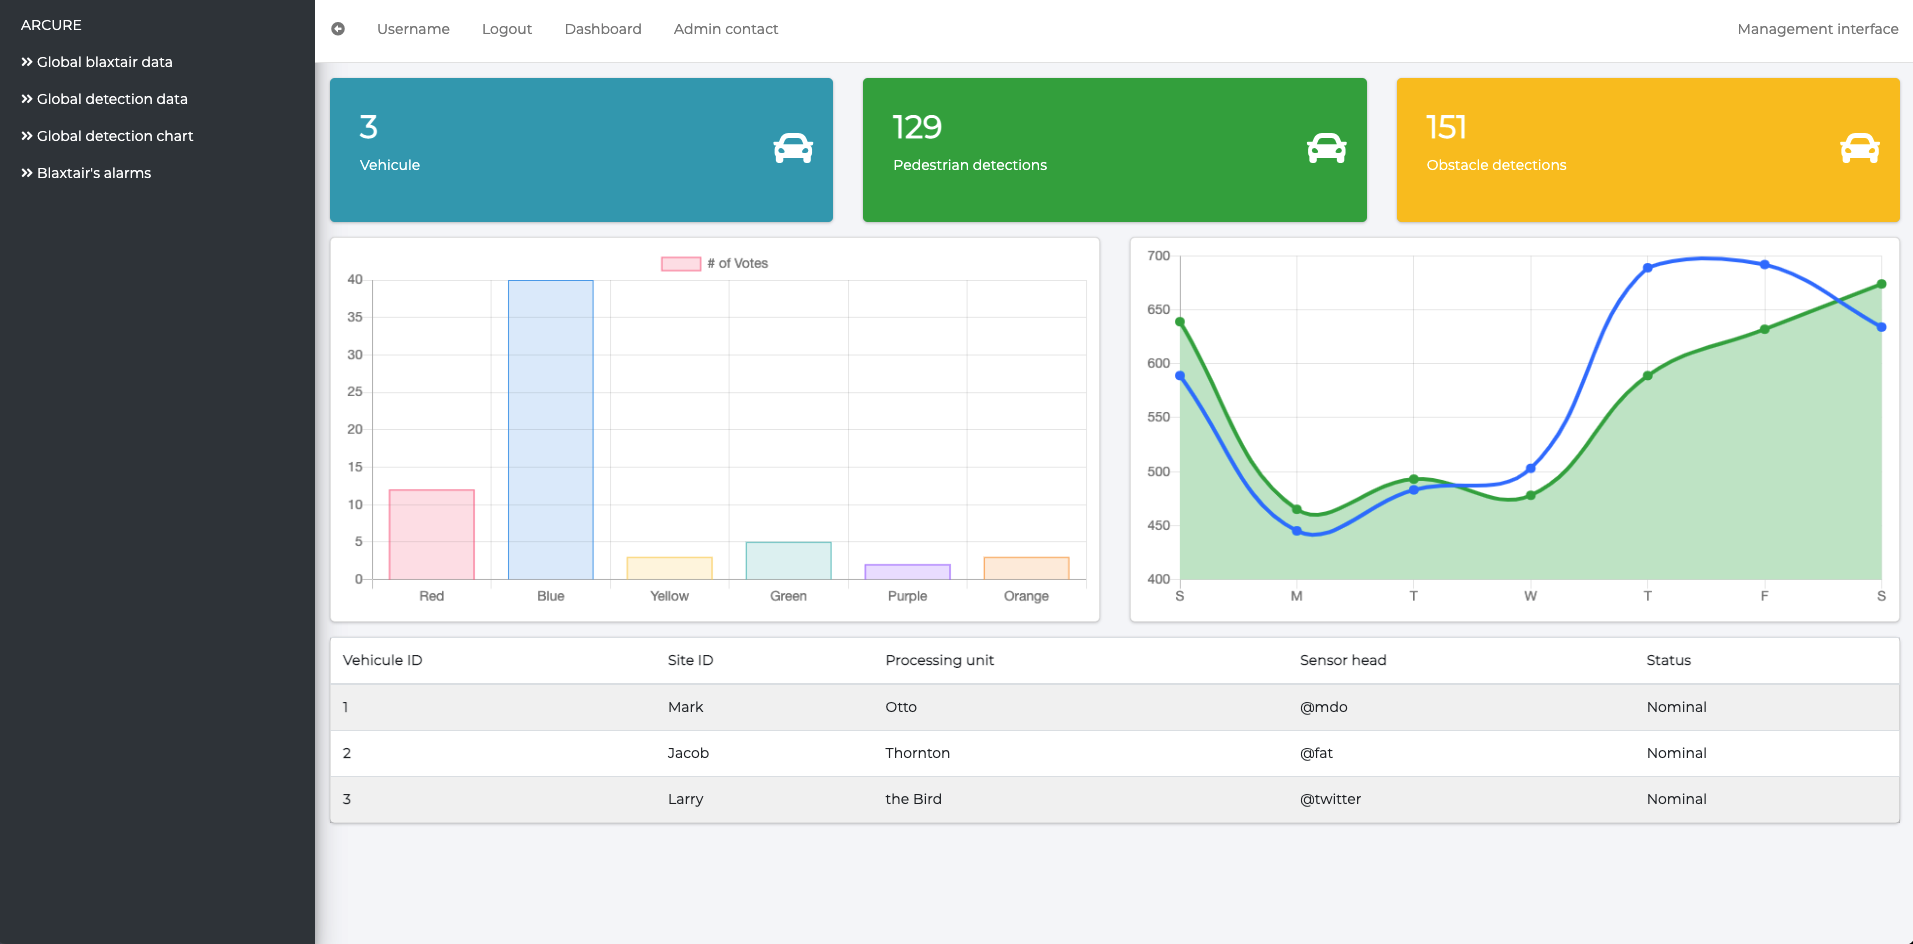 ARCURE
Global blaxtair data
Global detection data
Global detection chart
Blaxtair's alarms
Username Logout Dashboard Admin contact Management interface
3
Vehicule
129
Pedestrian detections
151
Obstacle detections
# of Votes
40
35
30
25
20
15
10
5
0
Red Blue Yellow Green Purple Orange
700
650
600
550
500
450
400
S M T W T F S
Vehicule ID Site ID Processing unit Sensor head Status
1 Mark Otto @mdo Nominal
2 Jacob Thornton @fat Nominal
3 Larry the Bird @twitter Nominal